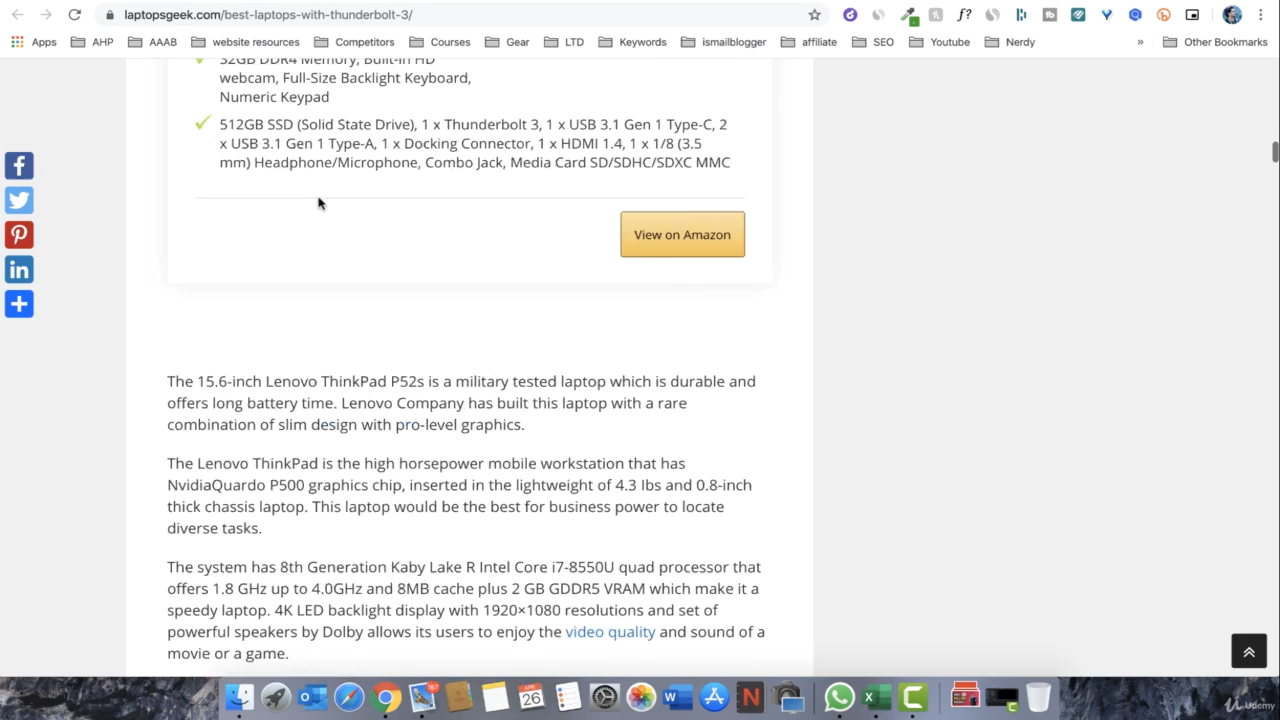 laptopsgeek.com/best-laptops-with-thunderbolt-3/
Apps AHP AAAB website resources Competitors Courses Gear LTD Keywords ismailblogger affiliate SEO Youtube Nerdy » Other Bookmarks
32GB DDR4 Memory, Built-in HD
webcam, Full-Size Backlight Keyboard,
Numeric Keypad
512GB SSD (Solid State Drive), 1 x Thunderbolt 3, 1 x USB 3.1 Gen 1 Type-C, 2
x USB 3.1 Gen 1 Type-A, 1 x Docking Connector, 1 x HDMI 1.4, 1 x 1/8 (3.5
mm) Headphone/Microphone, Combo Jack, Media Card SD/SDHC/SDXC MMC
View on Amazon
The 15.6-inch Lenovo ThinkPad P52s is a military tested laptop which is durable and
offers long battery time. Lenovo Company has built this laptop with a rare
combination of slim design with pro-level graphics.
The Lenovo ThinkPad is the high horsepower mobile workstation that has
NvidiaQuardo P500 graphics chip, inserted in the lightweight of 4.3 lbs and 0.8-inch
thick chassis laptop. This laptop would be the best for business power to locate
diverse tasks.
The system has 8th Generation Kaby Lake R Intel Core i7-8550U quad processor that
offers 1.8 GHz up to 4.0GHz and 8MB cache plus 2 GB GDDR5 VRAM which make it a
speedy laptop. 4K LED backlight display with 1920×1080 resolutions and set of
powerful speakers by Dolby allows its users to enjoy the video quality and sound of a
movie or a game.
APR
26
Udemy